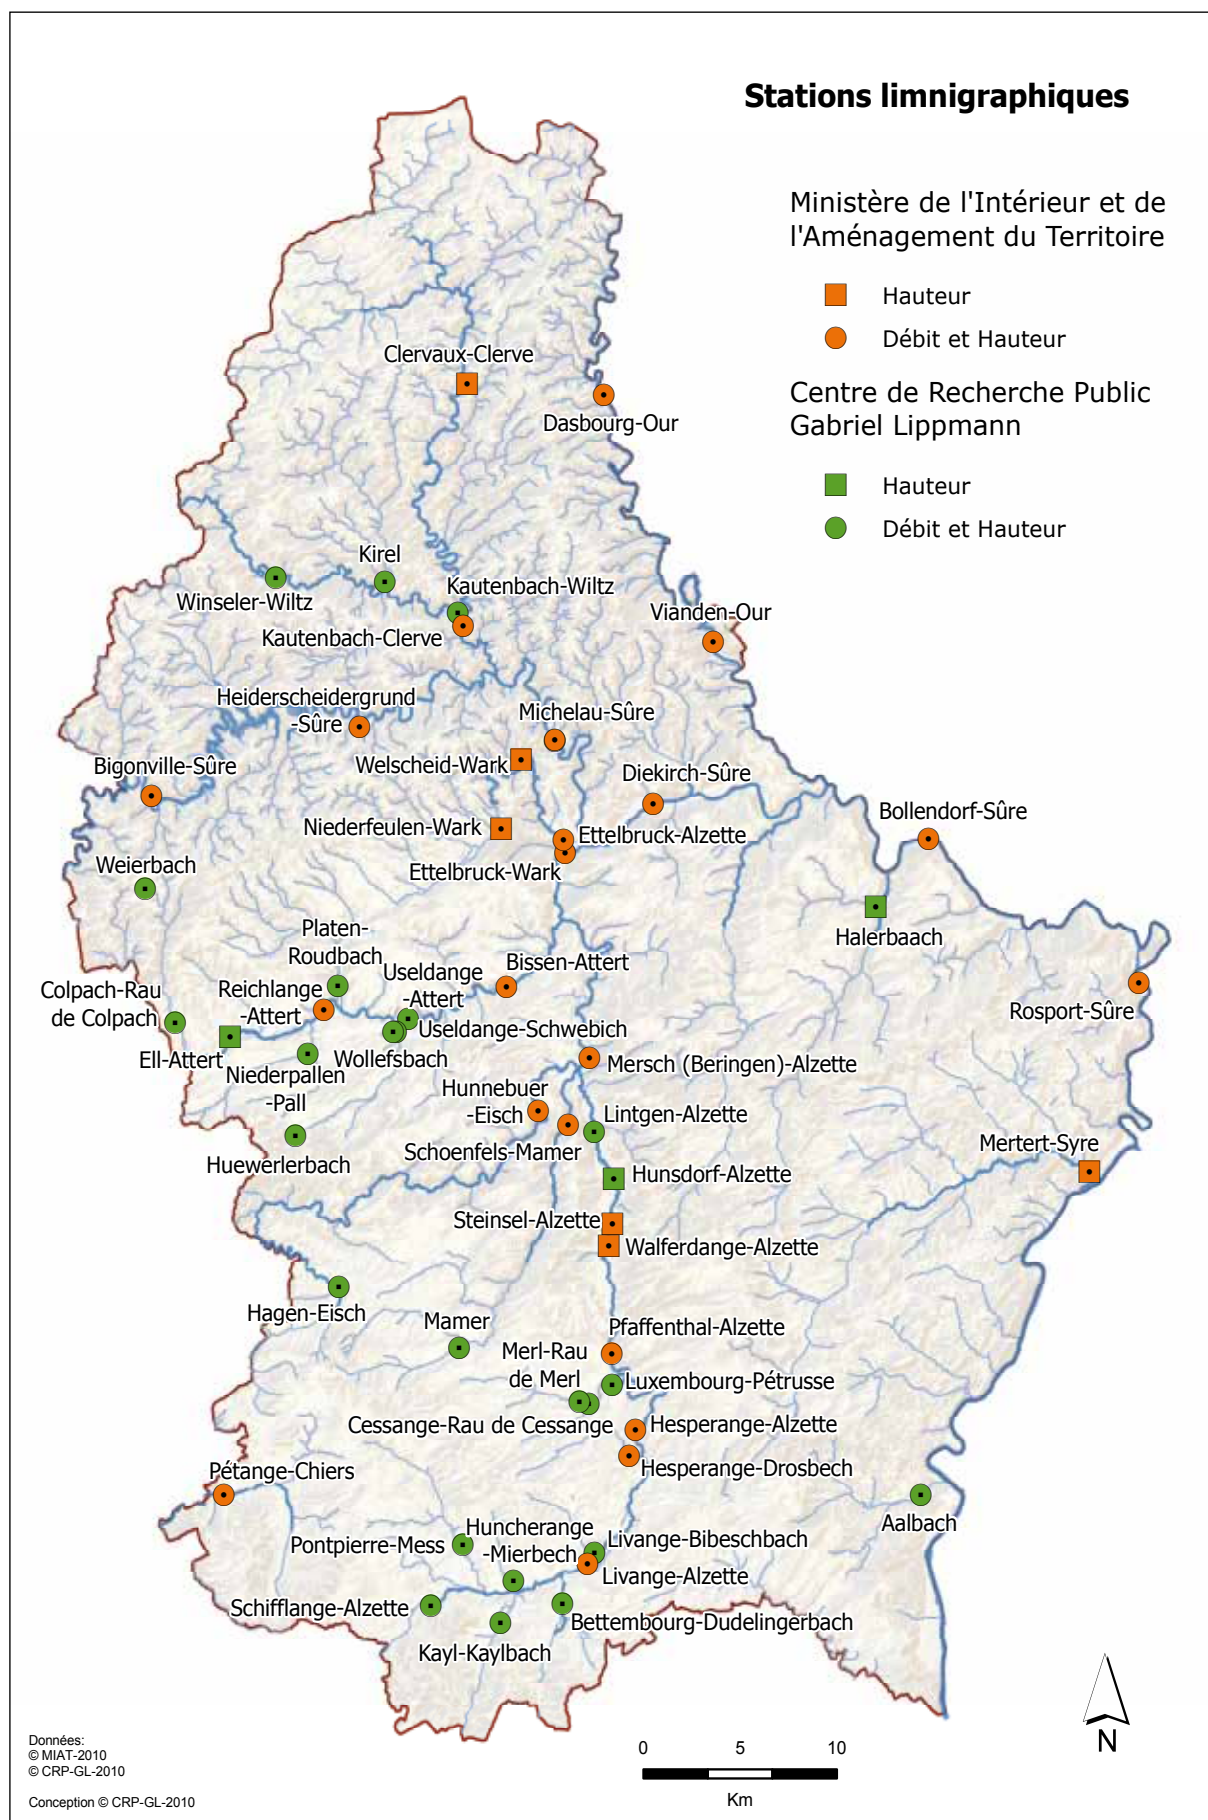 Stations limnigraphiques
Ministère de l'Intérieur et de
l'Aménagement du Territoire
Hauteur
Débit et Hauteur
Centre de Recherche Public
Gabriel Lippmann
Hauteur
Débit et Hauteur
Clervaux-Clerve
Dasbourg-Our
Kirel
Winseler-Wiltz
Kautenbach-Wiltz
Kautenbach-Clerve
Vianden-Our
Heiderscheidergrund
-Sûre
Michelau-Sûre
Welscheid-Wark
Bigonville-Sûre
Diekirch-Sûre
Bollendorf-Sûre
Niederfeulen-Wark
Ettelbruck-Alzette
Ettelbruck-Wark
Weierbach
Halerbaach
Platen-
Roudbach
Useldange
-Attert
Bissen-Attert
Colpach-Rau
de Colpach
Reichlange
-Attert
Rosport-Sûre
Useldange-Schwebich
Ell-Attert
Wollefsbach
Niederpallen
-Pall
Mersch (Beringen)-Alzette
Hunnebuer
-Eisch
Lintgen-Alzette
Huewerlerbach
Schoenfels-Mamer
Mertert-Syre
Hunsdorf-Alzette
Steinsel-Alzette
Walferdange-Alzette
Hagen-Eisch
Mamer
Pfaffenthal-Alzette
Merl-Rau
de Merl
Luxembourg-Pétrusse
Cessange-Rau de Cessange
Hesperange-Alzette
Hesperange-Drosbech
Pétange-Chiers
Aalbach
Pontpierre-Mess
Huncherange
-Mierbech
Livange-Bibeschbach
Livange-Alzette
Schifflange-Alzette
Bettembourg-Dudelingerbach
Kayl-Kaylbach
N
0 5 10
Km
Données:
© MIAT-2010
© CRP-GL-2010
Conception © CRP-GL-2010